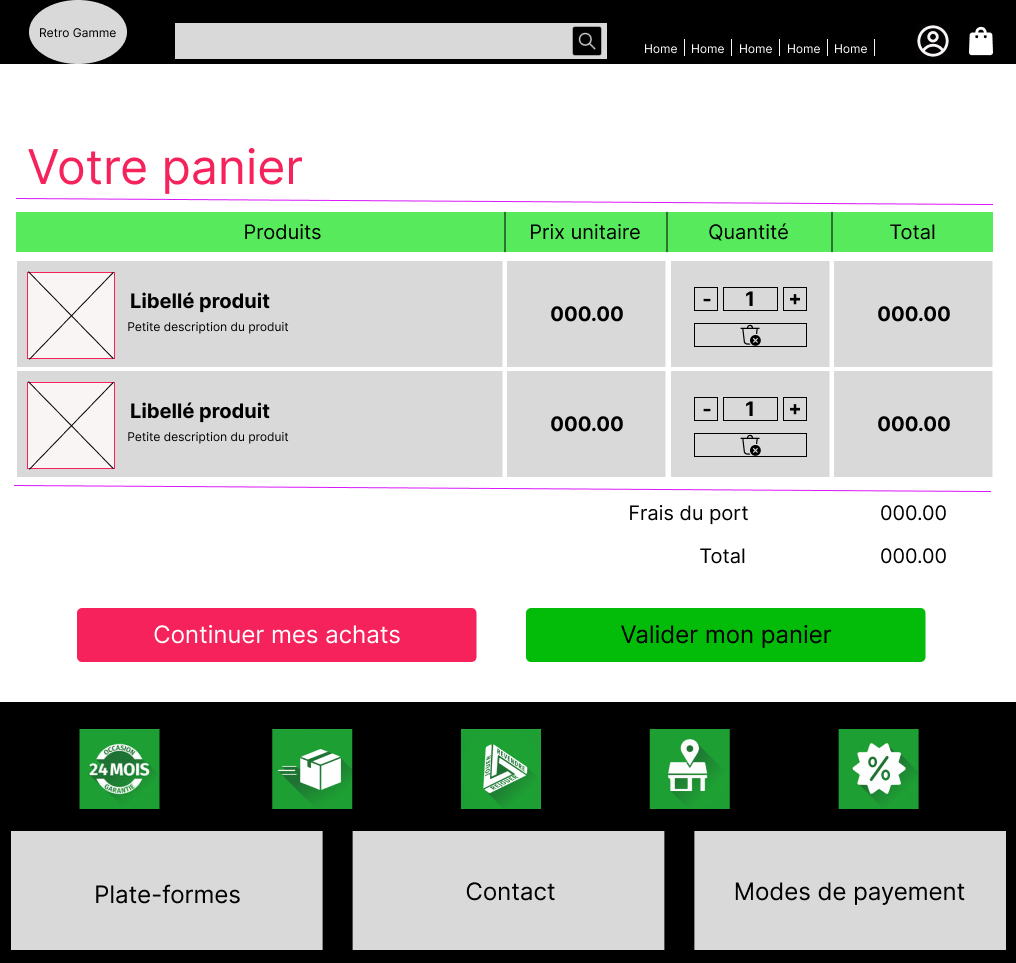 Retro Gamme
Home Home Home Home Home
Votre panier
Produits Prix unitaire Quantité Total
Libellé produit
Petite description du produit
000.00
- 1 +
000.00
Libellé produit
Petite description du produit
000.00
- 1 +
000.00
Frais du port 000.00
Total 000.00
Continuer mes achats Valider mon panier
OCCASION
24 MOIS
GARANTIE
JOUER
REVENDRE
REJOUER
%
Plate-formes Contact Modes de payement